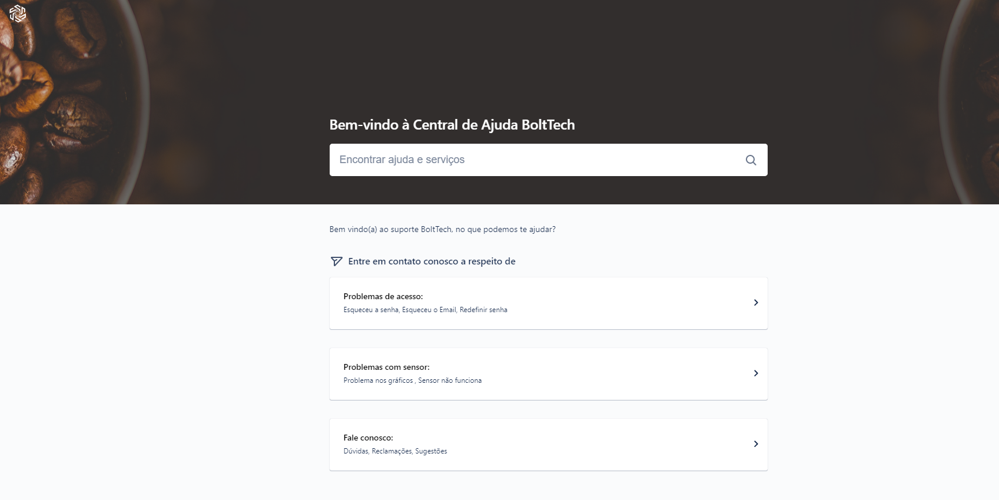 Bem-vindo à Central de Ajuda BoltTech
Encontrar ajuda e serviços
Bem vindo(a) ao suporte BoltTech, no que podemos te ajudar?
Entre em contato conosco a respeito de
Problemas de acesso:
Esqueceu a senha, Esqueceu o Email, Redefinir senha
Problemas com sensor:
Problema nos gráficos , Sensor não funciona
Fale conosco:
Dúvidas, Reclamações, Sugestões